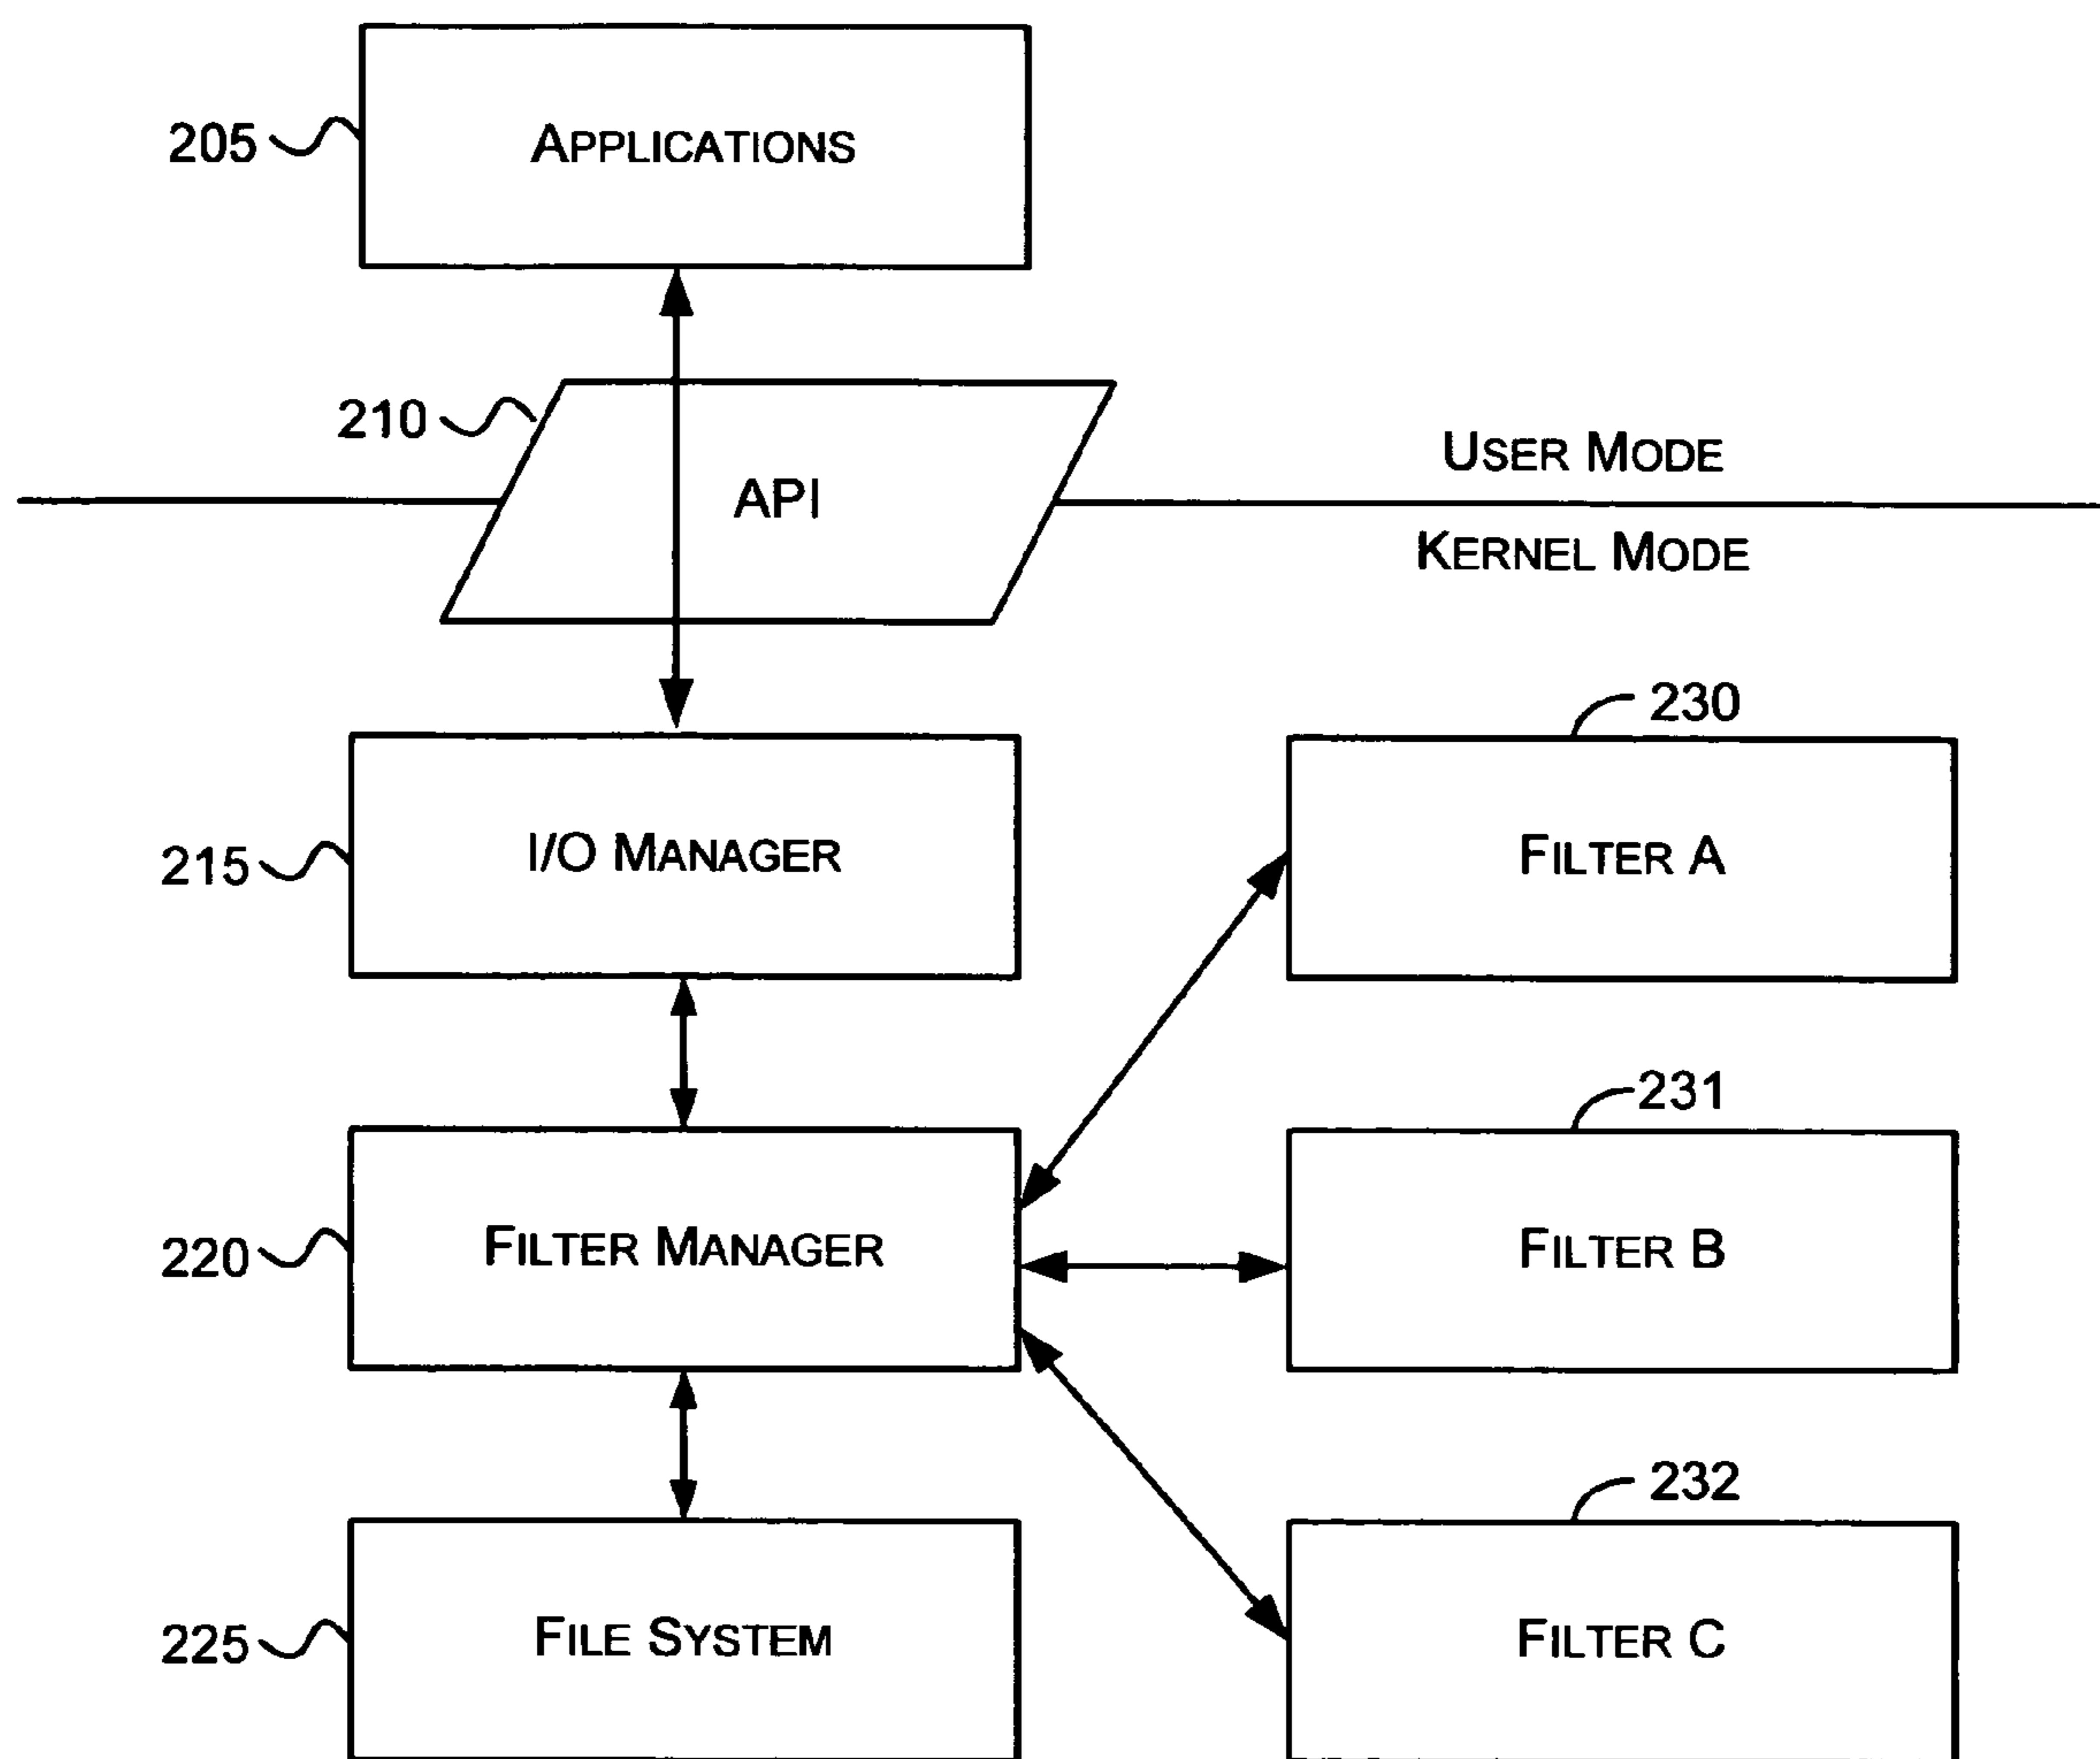 205 APPLICATIONS
210
API
USER MODE
KERNEL MODE
215 I/O MANAGER
230
FILTER A
220 FILTER MANAGER
231
FILTER B
225 FILE SYSTEM
232
FILTER C